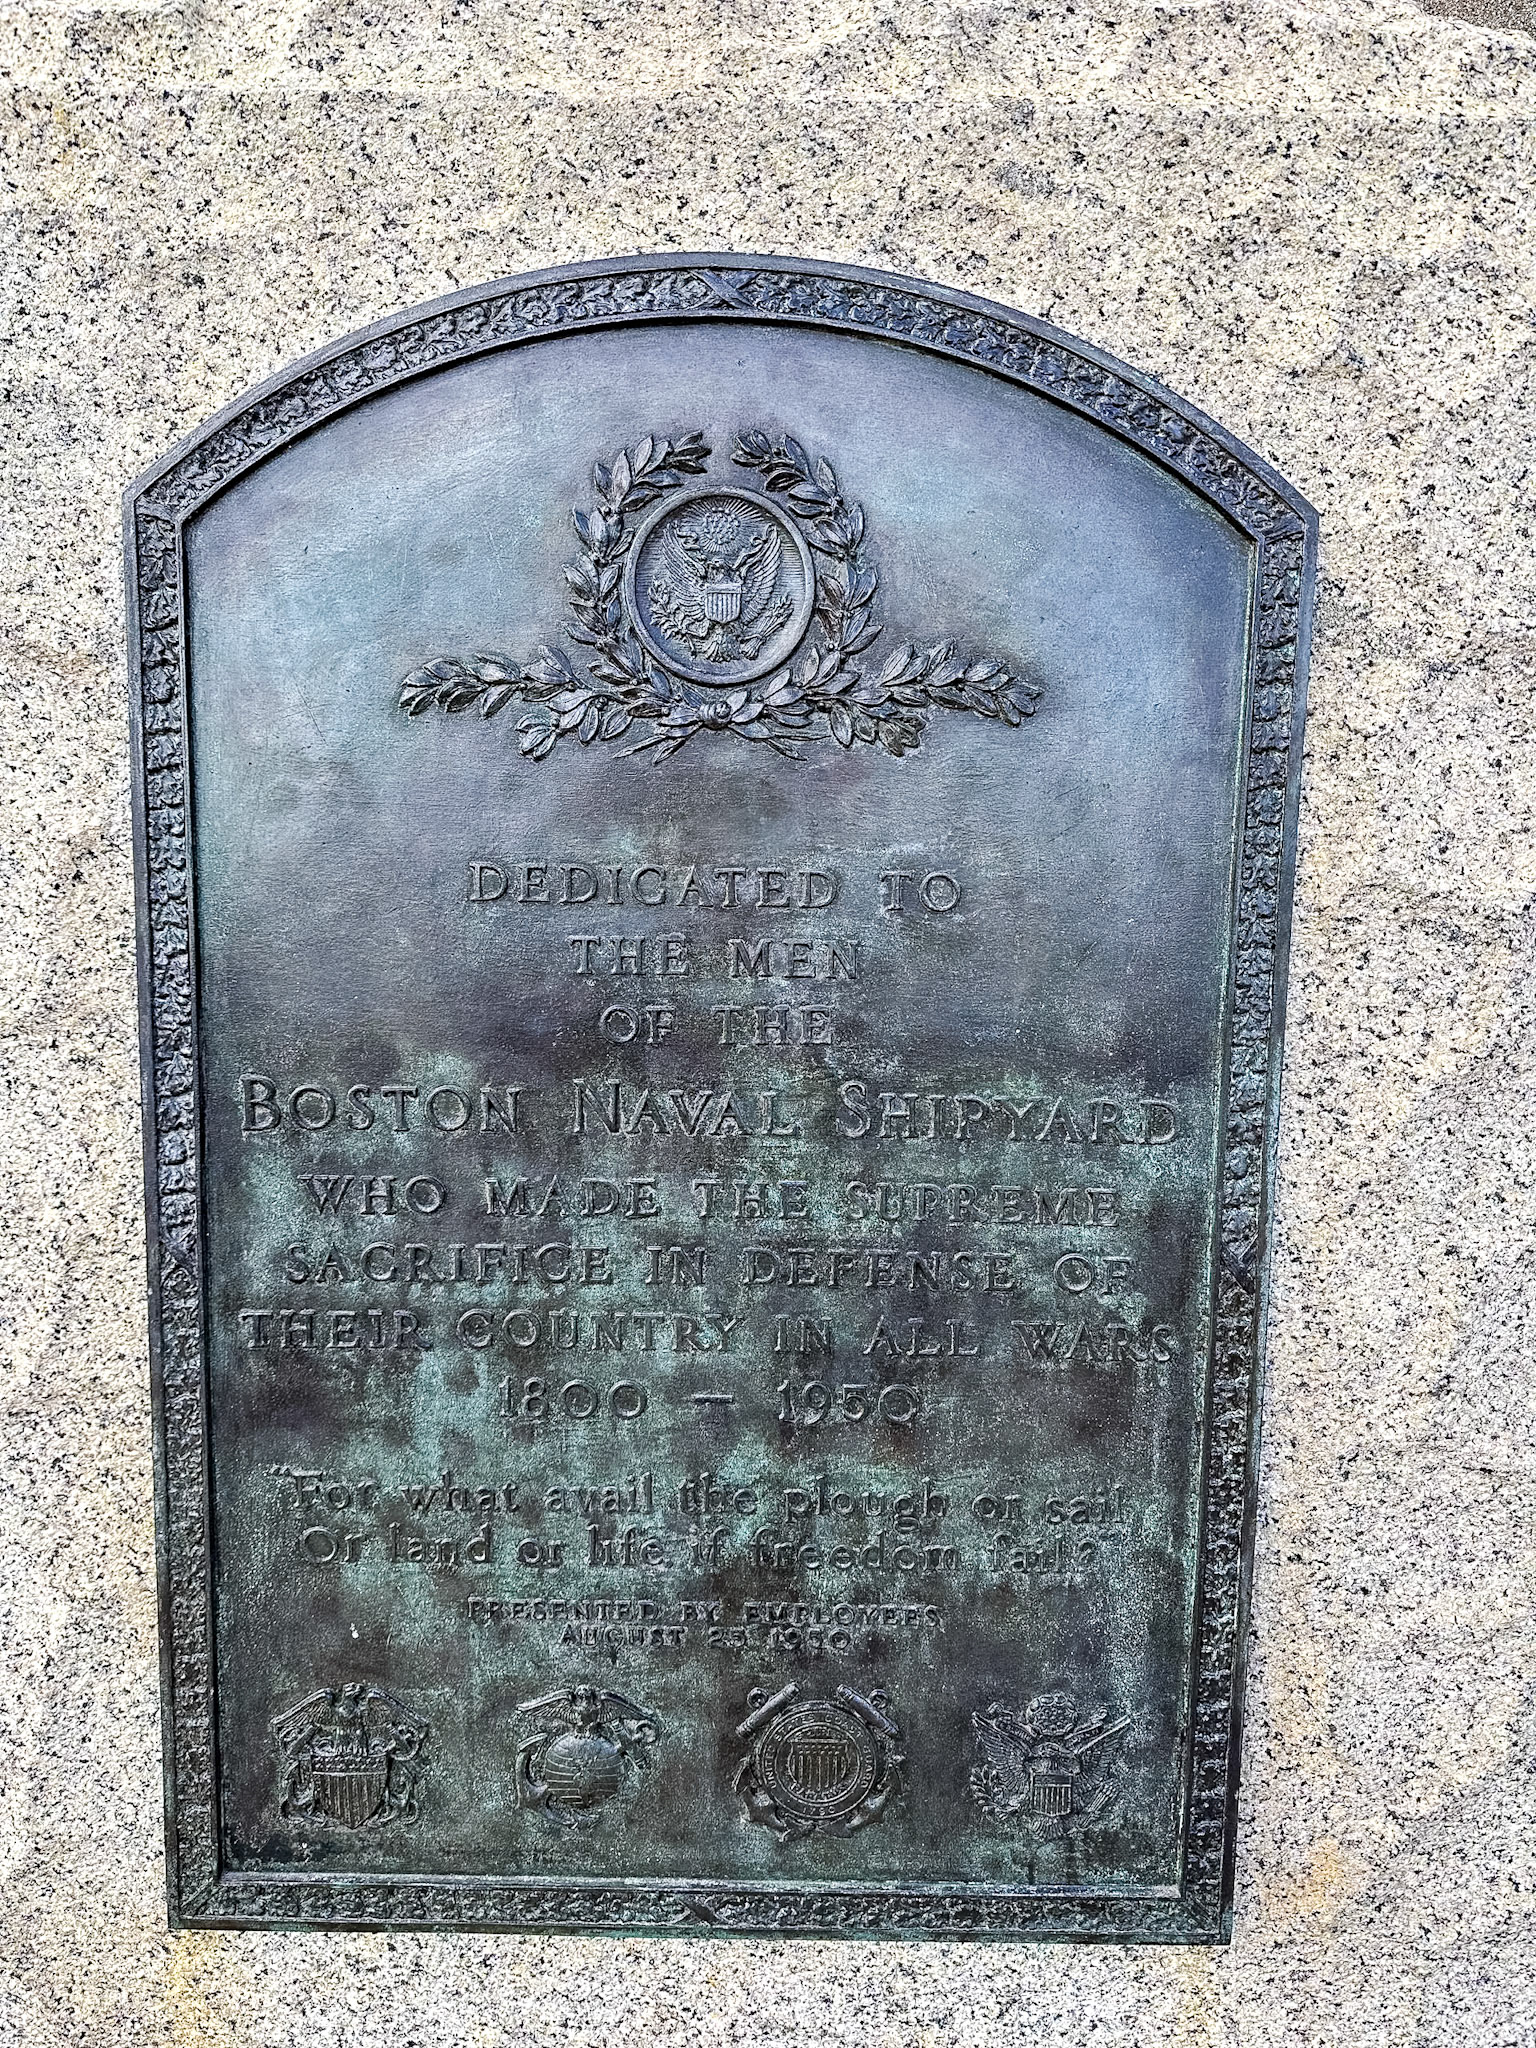 DEDICATED TO
THE MEN
OF THE
BOSTON NAVAL SHIPYARD
WHO MADE THE SUPREME
SACRIFICE IN DEFENSE OF
THEIR COUNTRY IN ALL WARS
1800 — 1950
"For what avail the plough or sail
Or land or life if freedom fail?
PRESENTED BY EMPLOYEES
AUGUST 25 1950